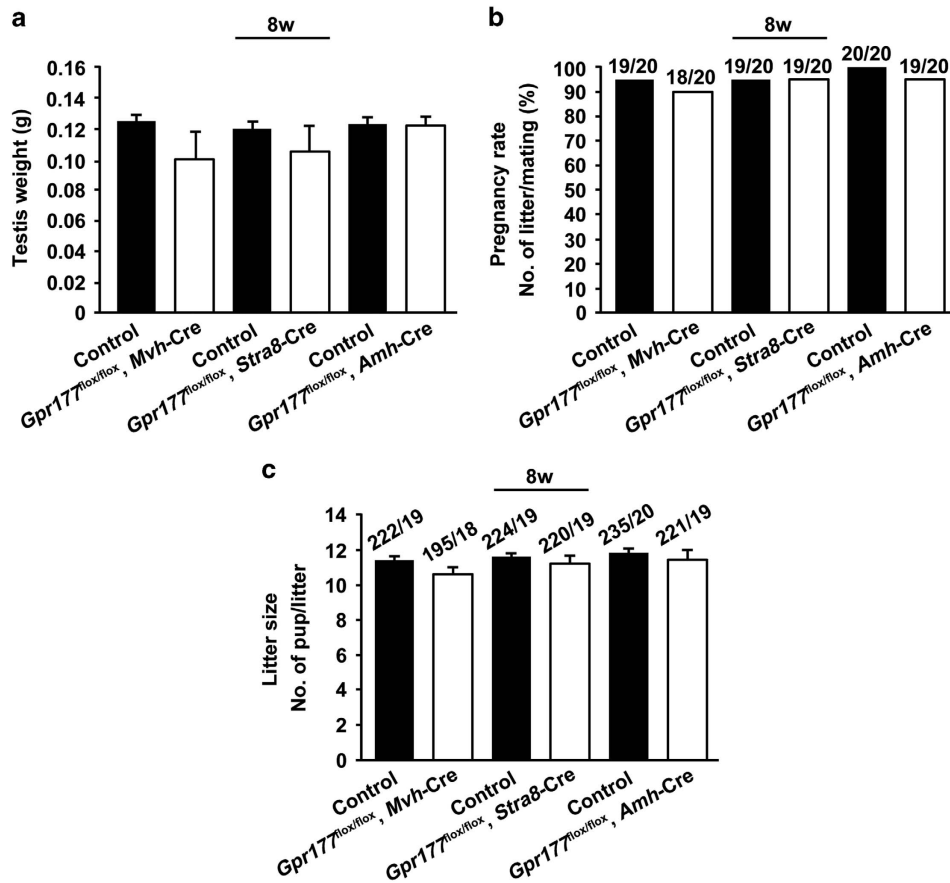 a
8w
Testis weight (g)
0.16
0.14
0.12
0.10
0.08
0.06
0.04
0.02
0
Control
Gpr177flox/flox, Mvh-Cre
Control
Gpr177flox/flox, Stra8-Cre
Control
Gpr177flox/flox, Amh-Cre
b
8w
Pregnancy rate
No. of litter/mating (%)
100
90
80
70
60
50
40
30
20
10
0
19/20
18/20
19/20
19/20
20/20
19/20
Control
Gpr177flox/flox, Mvh-Cre
Control
Gpr177flox/flox, Stra8-Cre
Control
Gpr177flox/flox, Amh-Cre
c
8w
Litter size
No. of pup/litter
14
12
10
8
6
4
2
0
222/19
195/18
224/19
220/19
235/20
221/19
Control
Gpr177flox/flox, Mvh-Cre
Control
Gpr177flox/flox, Stra8-Cre
Control
Gpr177flox/flox, Amh-Cre